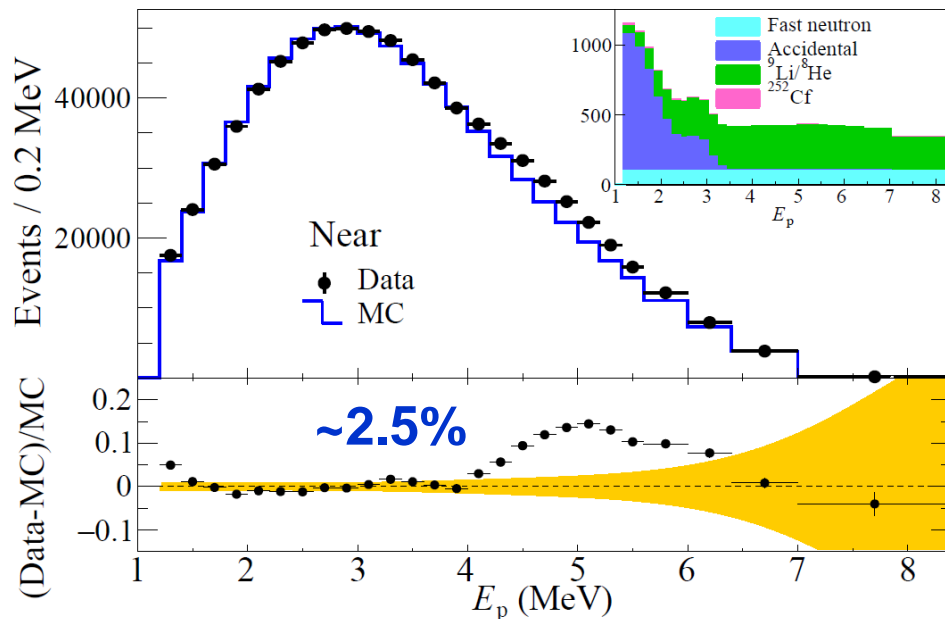 Events / 0.2 MeV
40000
20000
Near
Data
MC
1000
500
0
1 2 3 4 5 6 7 8
E_p
Fast neutron
Accidental
⁹Li/⁸He
²⁵²Cf
(Data-MC)/MC
0.2
0.1
0
−0.1
~2.5%
1 2 3 4 5 6 7 8
E_p (MeV)